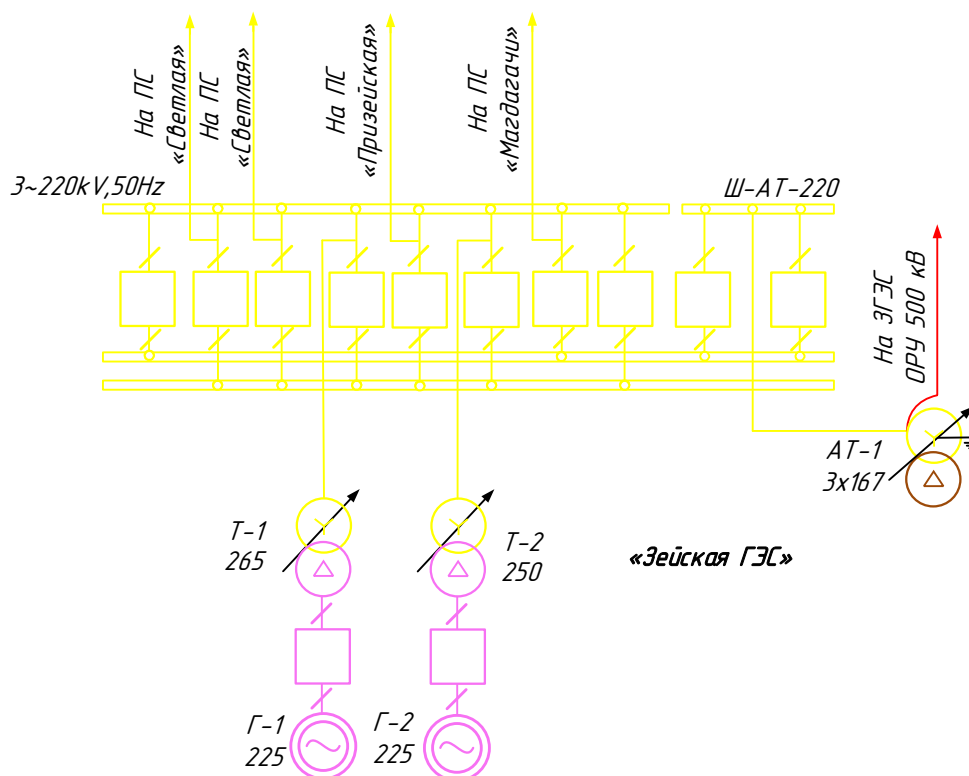 На ПС
«Светлая»
На ПС
«Светлая»
На ПС
«Призейская»
На ПС
«Магдагачи»
3~220kV,50Hz
Ш-АТ-220
На ЗГЭС
ОРУ 500 кВ
АТ-1
3х167
Т-1
265
Т-2
250
«Зейская ГЭС»
Г-1
225
Г-2
225